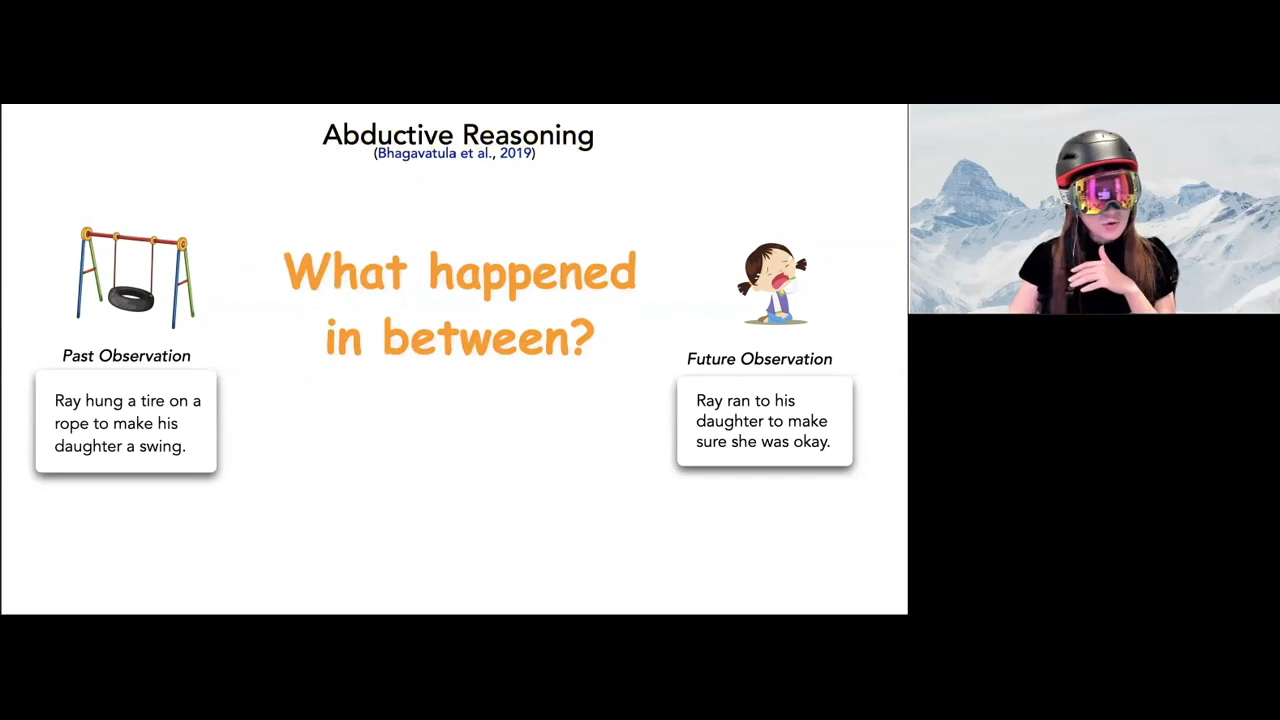 Abductive Reasoning
(Bhagavatula et al., 2019)
What happened
in between?
Past Observation
Ray hung a tire on a
rope to make his
daughter a swing.
Future Observation
Ray ran to his
daughter to make
sure she was okay.